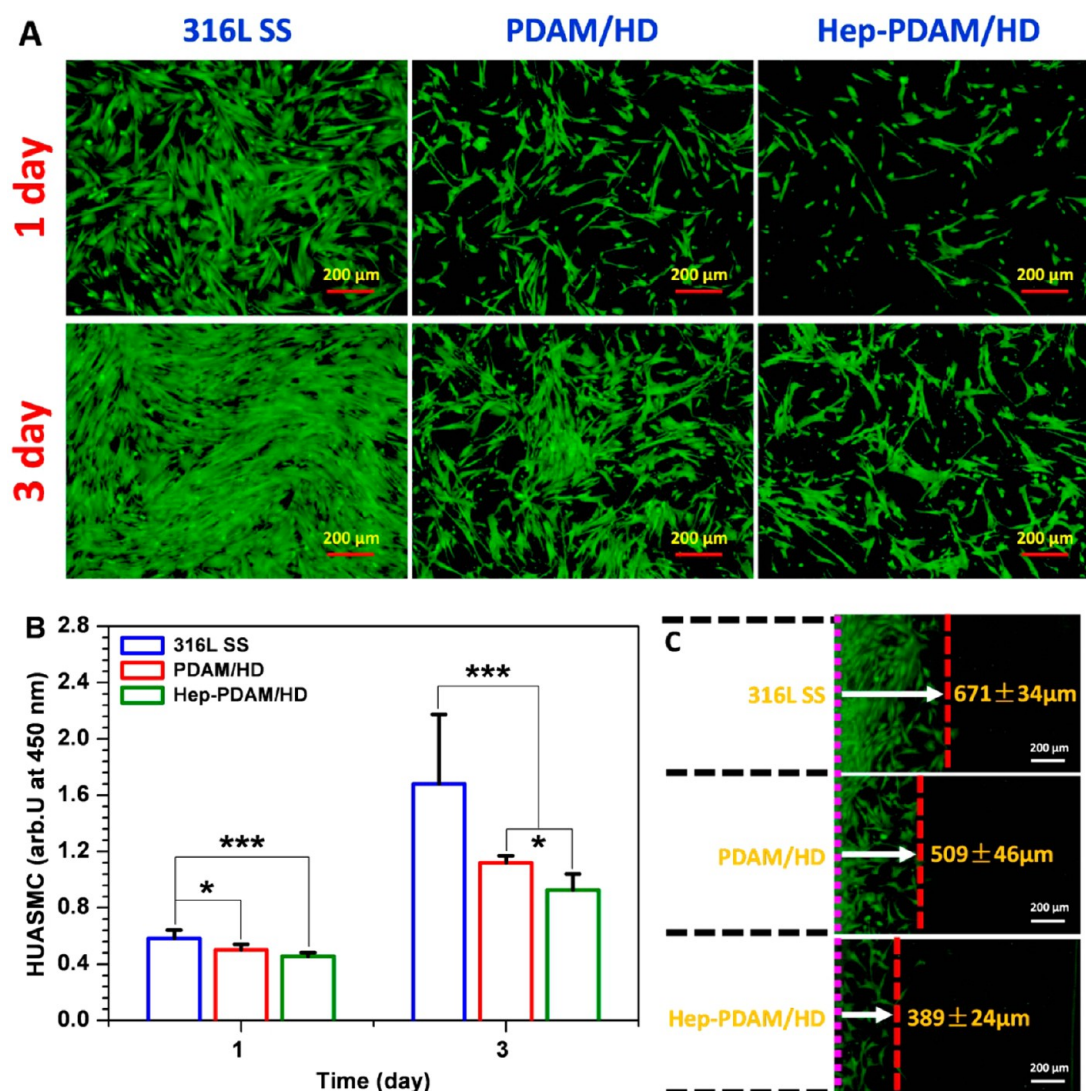 A
316L SS
PDAM/HD
Hep-PDAM/HD
1 day
200 µm
200 µm
200 µm
3 day
200 µm
200 µm
200 µm
B
HUASMC (arb.U at 450 nm)
2.8
2.4
2.0
1.6
1.2
0.8
0.4
0.0
316L SS
PDAM/HD
Hep-PDAM/HD
***
*
***
*
1
3
Time (day)
C
316L SS
671±34µm
200 µm
PDAM/HD
509±46µm
200 µm
Hep-PDAM/HD
389±24µm
200 µm